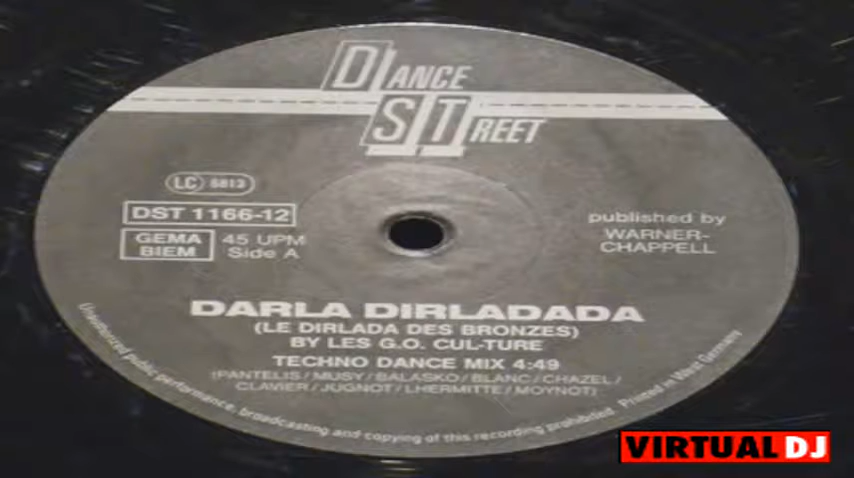 DANCE
STREET
LC 5813
DST 1166-12
GEMA
BIEM
45 UPM
Side A
published by
WARNER-
CHAPPELL
DARLA DIRLADADA
(LE DIRLADA DES BRONZES)
BY LES G.O. CUL-TURE
TECHNO DANCE MIX 4:49
(PANTELIS / MUSY / BALASKO / BLANC / CHAZEL /
CLAVIER / JUGNOT / LHERMITTE / MOYNOT)
Unauthorized public performance, broadcasting and copying of this recording prohibited. Printed in West Germany
VIRTUAL DJ